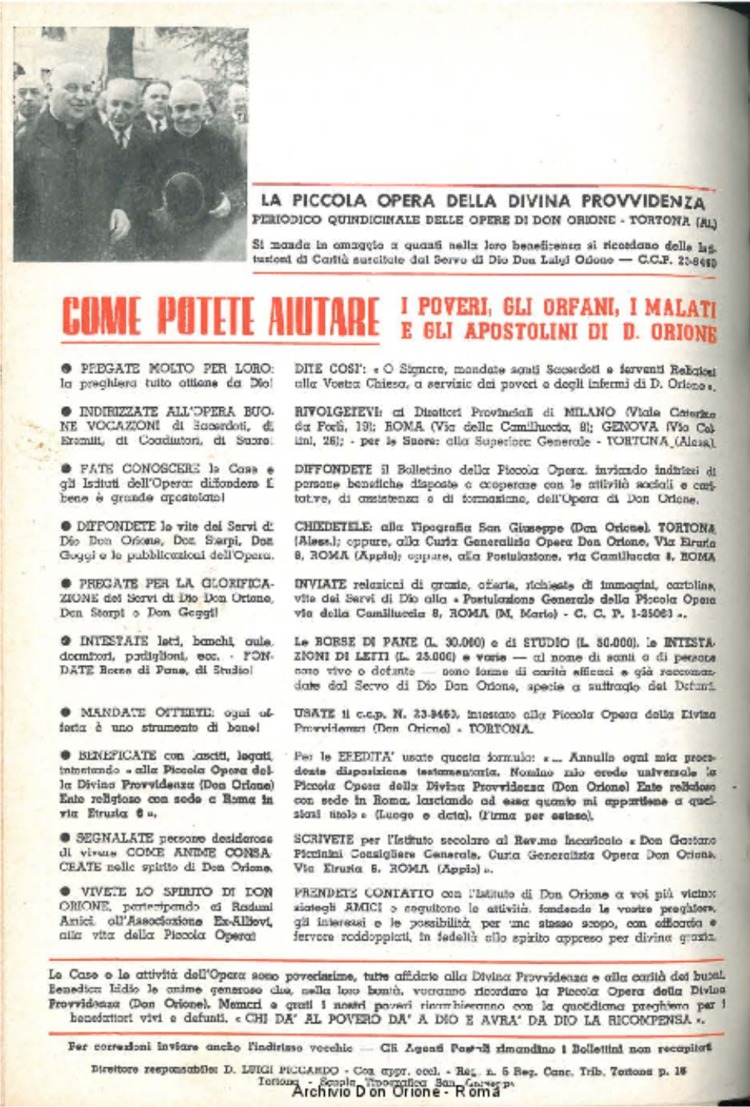 LA PICCOLA OPERA DELLA DIVINA PROVVIDENZA
PERIODICO QUINDICINALE DELLE OPERE DI DON ORIONE - TORTONA (AL)
Si manda in omaggio a quanti nella loro beneficenza si ricordano delle Isti-
tuzioni di Carità suscitate dal Servo di Dio Don Luigi Orione — C.C.P. 23-9460
COME POTETE AIUTARE
I POVERI, GLI ORFANI, I MALATI
E GLI APOSTOLINI DI D. ORIONE
● PREGATE MOLTO PER LORO:
la preghiera tutto ottiene da Dio!
DITE COSI': « O Signore, mandate santi Sacerdoti e ferventi Religiosi
alla Vostra Chiesa, a servizio dei poveri e degli infermi di D. Orione ».
● INDIRIZZATE ALL'OPERA BUO-
NE VOCAZIONI di Sacerdoti, di
Eremiti, di Coadiutori, di Suore.
RIVOLGETEVI: ai Direttori Provinciali di MILANO (Viale Caterina
da Forlì, 19); ROMA (Via della Camilluccia, 8); GENOVA (Via Col-
lini, 26); - per le Suore: alla Superiora Generale - TORTONA (Aless).
● FATE CONOSCERE le Case e
gli Istituti dell'Opera: diffondere il
bene è grande apostolato!
DIFFONDETE il Bollettino della Piccola Opera, inviando indirizzi di
persone benefiche disposte a cooperare con le attività sociali e cari-
tative, di assistenza o di formazione, dell'Opera di Don Orione.
● DIFFONDETE le vite dei Servi di
Dio Don Orione, Don Sterpi, Don
Goggi e le pubblicazioni dell'Opera.
CHIEDETELE: alla Tipografia San Giuseppe (Don Orione), TORTONA
(Aless.); oppure, alla Curia Generalizia Opera Don Orione, Via Etruria
6, ROMA (Appio); oppure, alla Postulazione, via Camilluccia 8, ROMA
● PREGATE PER LA GLORIFICA-
ZIONE dei Servi di Dio Don Orione,
Don Sterpi e Don Goggi!
INVIATE relazioni di grazie, offerte, richieste di immagini, cartoline,
vite dei Servi di Dio alla « Postulazione Generale della Piccola Opera
via della Camilluccia 8, ROMA (M. Mario) - C. C. P. 1-25063 ».
● INTESTATE letti, banchi, aule,
dormitori, padiglioni, ecc. - FON-
DATE Borse di Pane, di Studio!
Le BORSE DI PANE (L. 30.000) e di STUDIO (L. 50.000), le INTESTA-
ZIONI DI LETTI (L. 25.000) e varie — al nome di santi o di persone
care vive o defunte — sono forme di carità efficaci e già raccoman-
date dal Servo di Dio Don Orione, specie a suffragio dei Defunti.
● MANDATE OFFERTE: ogni of-
ferta è uno strumento di bene!
USATE il c.c.p. N. 23-9460, intestato alla Piccola Opera della Divina
Provvidenza (Don Orione) - TORTONA.
● BENEFICATE con lasciti, legati,
intestando « alla Piccola Opera del-
la Divina Provvidenza (Don Orione)
Ente religioso con sede a Roma in
via Etruria 6 ».
Per le EREDITA' usate questa formula: « ... Annullo ogni mia prece-
dente disposizione testamentaria. Nomino mio erede universale la
Piccola Opera della Divina Provvidenza (Don Orione) Ente religioso
con sede in Roma, lasciando ad essa quanto mi appartiene a qual-
siasi titolo » (Luogo e data). (Firma per esteso).
● SEGNALATE persone desiderose
di vivere COME ANIME CONSA-
CRATE nello spirito di Don Orione.
SCRIVETE per l'Istituto secolare al Rev.mo Incaricato « Don Gaetano
Piccinini Consigliere Generale, Curia Generalizia Opera Don Orione,
Via Etruria 6, ROMA (Appio) ».
● VIVETE LO SPIRITO DI DON
ORIONE, partecipando ai Raduni
Amici, all'Associazione Ex-Allievi,
alla vita della Piccola Opera!
PRENDETE CONTATTO con l'Istituto di Don Orione a voi più vicino:
siategli AMICI e seguitene le attività, fondendo le vostre preghiere,
gli interessi e le possibilità, per uno stesso scopo, con efficacia e
fervore raddoppiati, in fedeltà allo spirito appreso per divina grazia.
Le Case e le attività dell'Opera sono poverissime, tutte affidate alla Divina Provvidenza e alla carità dei buoni.
Benedica Iddio le anime generose che, nella loro bontà, vorranno ricordare la Piccola Opera della Divina
Provvidenza (Don Orione). Memori e grati i nostri poveri ricambieranno con la quotidiana preghiera per i
benefattori vivi e defunti. « CHI DA' AL POVERO DA' A DIO E AVRA' DA DIO LA RICOMPENSA ».
Per correzioni inviare anche l'indirizzo vecchio — Gli Agenti Postali rimandino i Bollettini non recapitati
Direttore responsabile: D. LUIGI PICCARDO - Con appr. eccl. - Reg. n. 6 Reg. Canc. Trib. Tortona p. 16
Tortona - Scuola Tipografica San Giuseppe
Archivio Don Orione - Roma